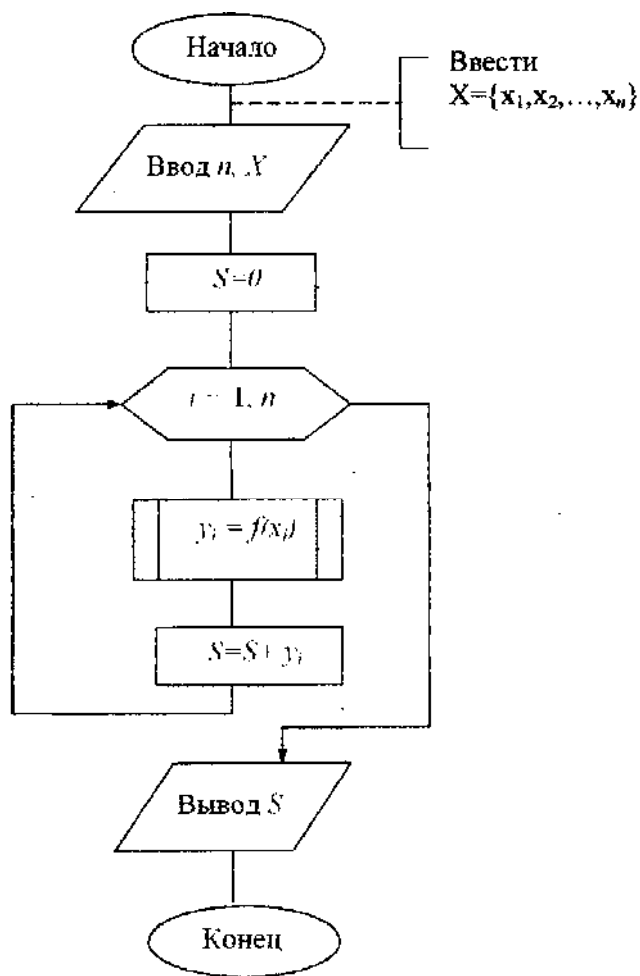 Начало
Ввести
X={x₁,x₂,...,xₙ}
Ввод n, X
S=0
i = 1, n
yᵢ = f(xᵢ)
S=S+ yᵢ
Вывод S
Конец